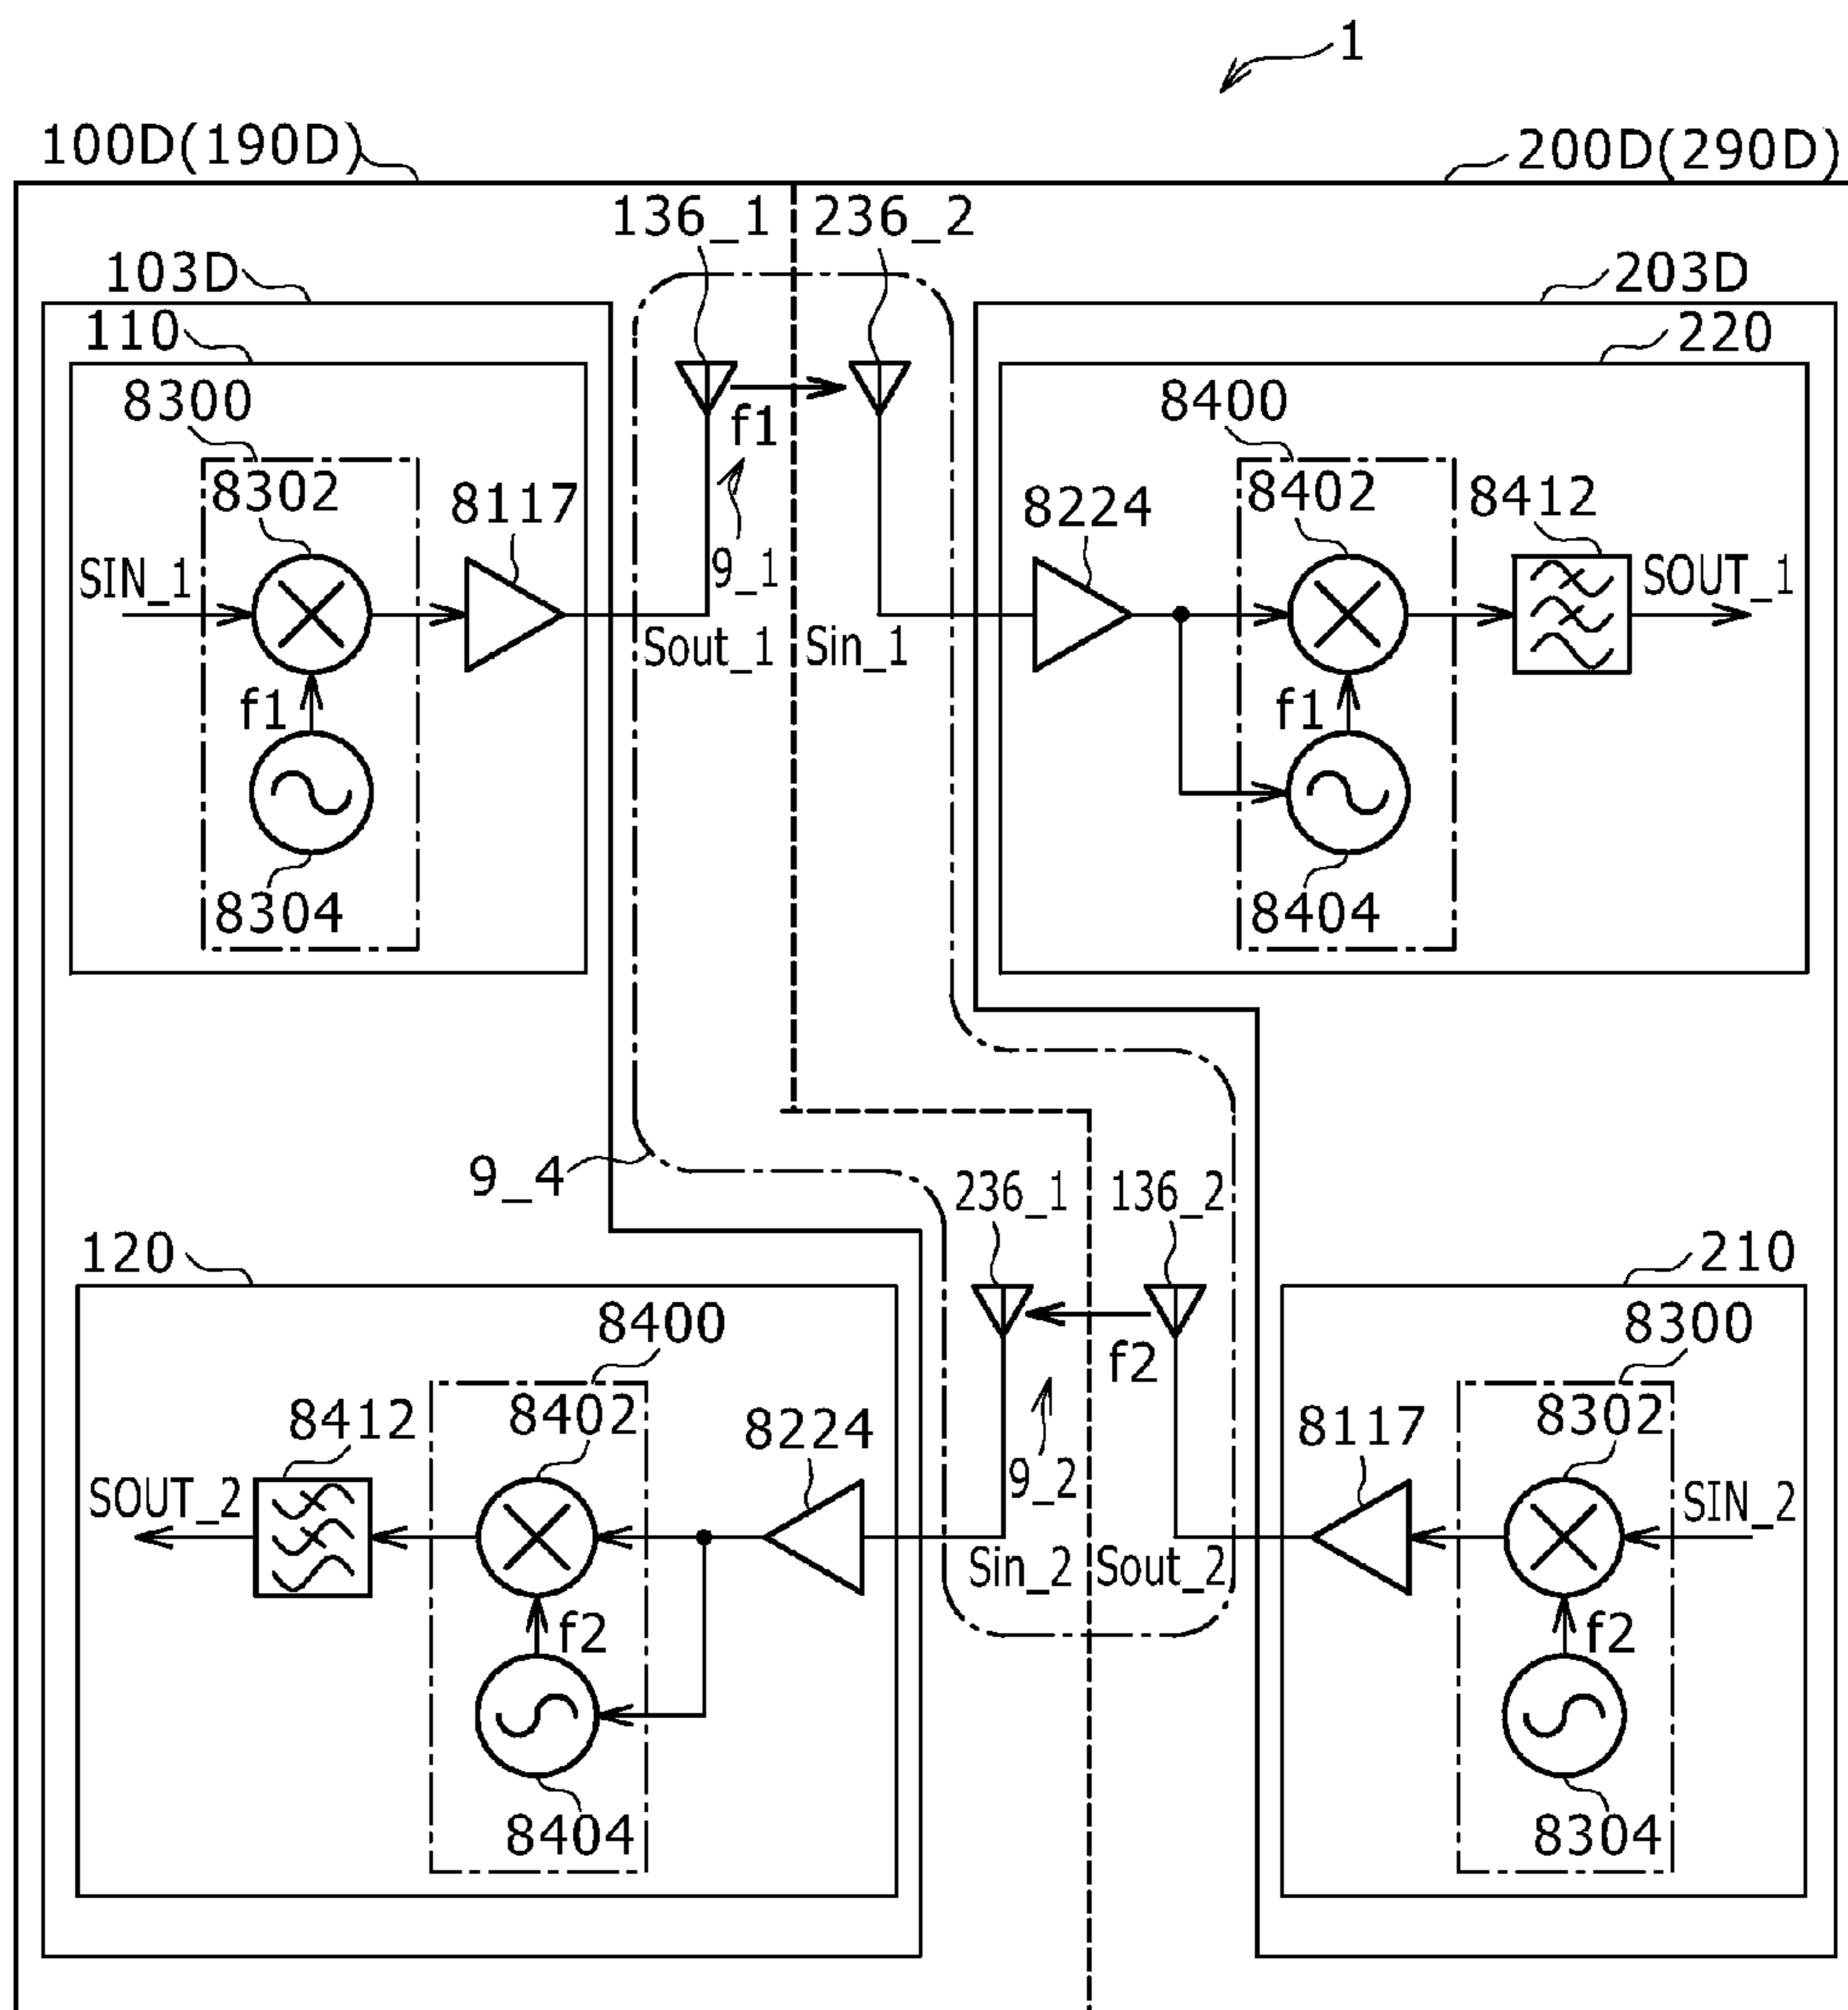 1
100D(190D)
200D(290D)
136_1
236_2
103D
203D
110
220
8300
8400
8302
8117
f1
8224
8402
8412
SIN_1
9_1
SOUT_1
Sout_1
Sin_1
f1
f1
8304
8404
9_4
236_1
136_2
120
210
8400
8300
f2
8412
8402
8224
8117
8302
SOUT_2
9_2
SIN_2
Sin_2
Sout_2
f2
f2
8404
8304